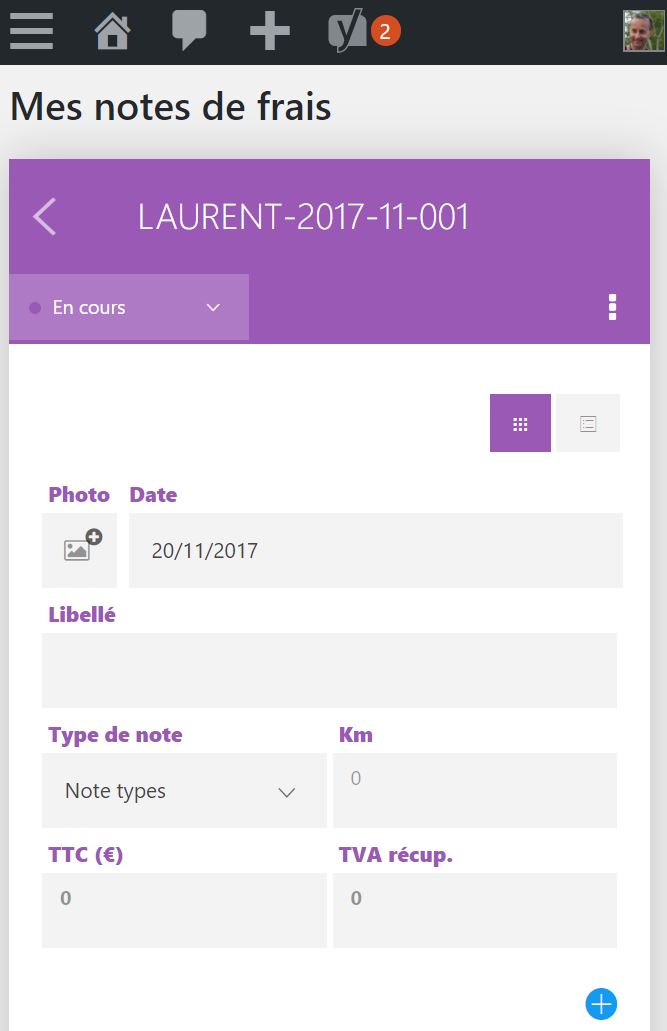 y 2
Mes notes de frais
LAURENT-2017-11-001
En cours
Photo Date
20/11/2017
Libellé
Type de note Km
Note types 0
TTC (€) TVA récup.
0 0